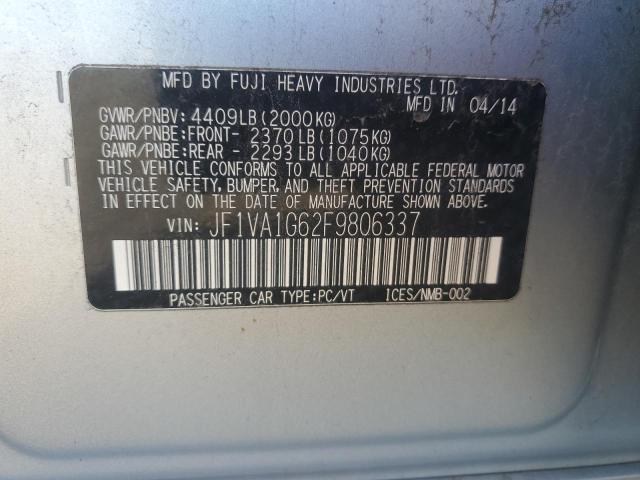 MFD BY FUJI HEAVY INDUSTRIES LTD.
MFD IN 04/14
GVWR/PNBV: 4409LB(2000KG)
GAWR/PNBE:FRONT- 2370LB(1075KG)
GAWR/PNBE:REAR - 2293LB(1040KG)
THIS VEHICLE CONFORMS TO ALL APPLICABLE FEDERAL MOTOR
VEHICLE SAFETY, BUMPER, AND THEFT PREVENTION STANDARDS
IN EFFECT ON THE DATE OF MANUFACTURE SHOWN ABOVE.
VIN: JF1VA1G62F9806337
PASSENGER CAR TYPE:PC/VT ICES/NMB-002